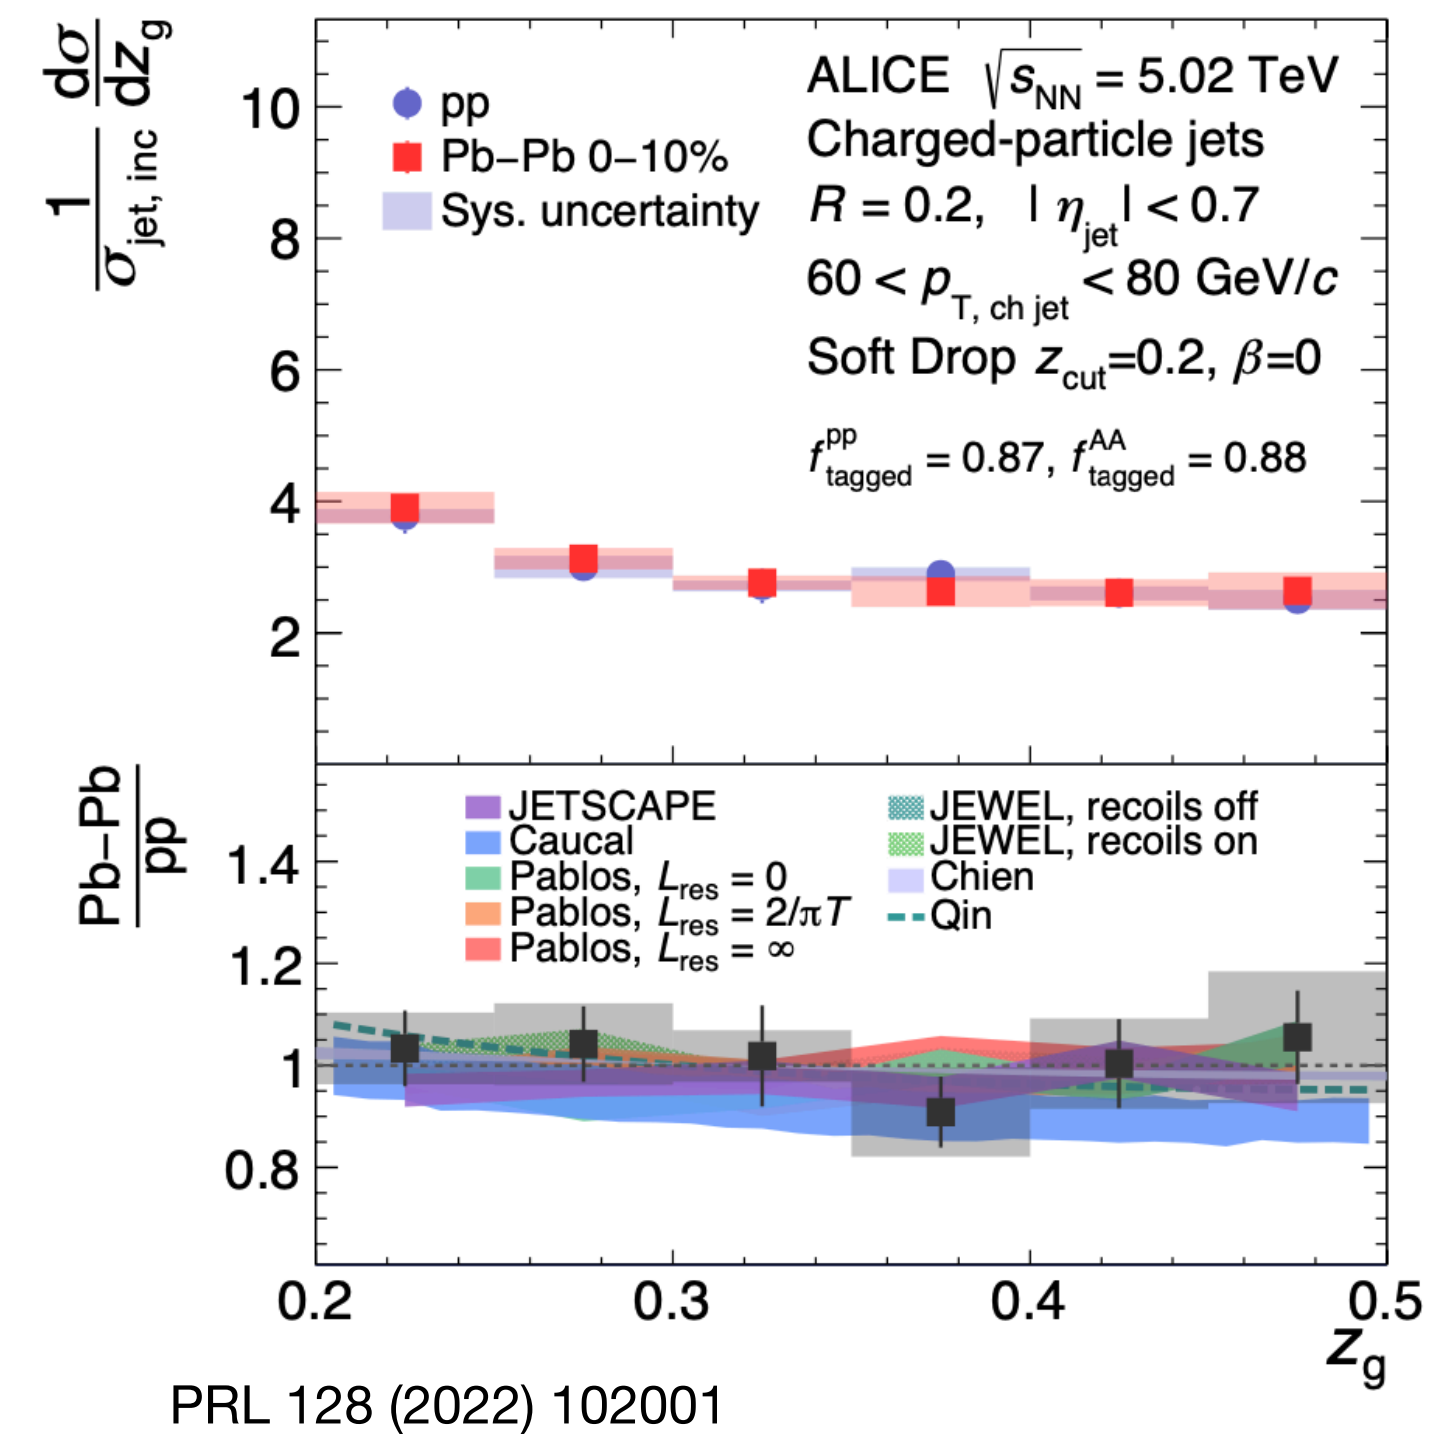 1/σjet, inc dσ/dzg
10
8
6
4
2
pp
Pb−Pb 0−10%
Sys. uncertainty
ALICE √sNN = 5.02 TeV
Charged-particle jets
R = 0.2, | ηjet| < 0.7
60 < pT, ch jet < 80 GeV/c
Soft Drop zcut=0.2, β=0
fpptagged = 0.87, fAAtagged = 0.88
Pb−Pb/pp
1.4
1.2
1
0.8
JETSCAPE
Caucal
Pablos, Lres = 0
Pablos, Lres = 2/πT
Pablos, Lres = ∞
JEWEL, recoils off
JEWEL, recoils on
Chien
Qin
0.2 0.3 0.4 0.5
zg
PRL 128 (2022) 102001